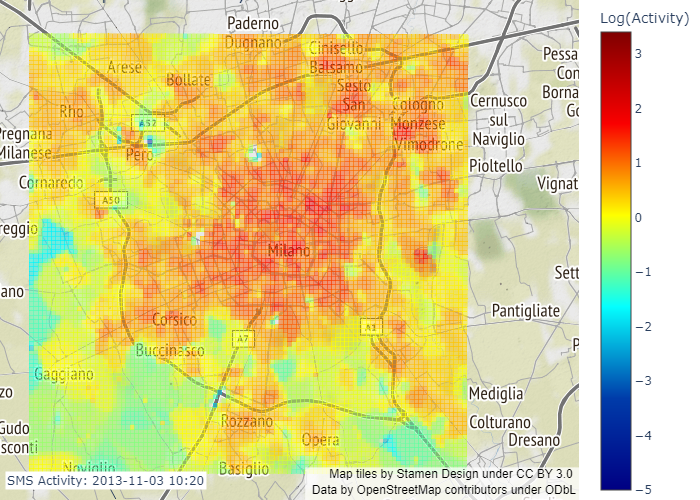 Log(Activity)
3
2
1
0
−1
−2
−3
−4
−5
Paderno
Dugnano
Cinisello
Balsamo
Arese
Bollate
Sesto
San
Giovanni
Pessa
Con
Borna
Go
Cologno
Monzese
Vimodrone
Cernusco
sul
Naviglio
Rho
A52
Pero
Pregnana
Milanese
Pioltello
Cornaredo
Vignat
A50
reggio
Milano
Sett
ano
Pantigliate
Corsico
A7
A1
Buccinasco
P
Gaggiano
zo
Mediglia
Rozzano
Colturano
Dresano
Gudo
sconti
Opera
Noviglio
Basiglio
SMS Activity: 2013-11-03 10:20
Map tiles by Stamen Design under CC BY 3.0
Data by OpenStreetMap contributors under ODbL